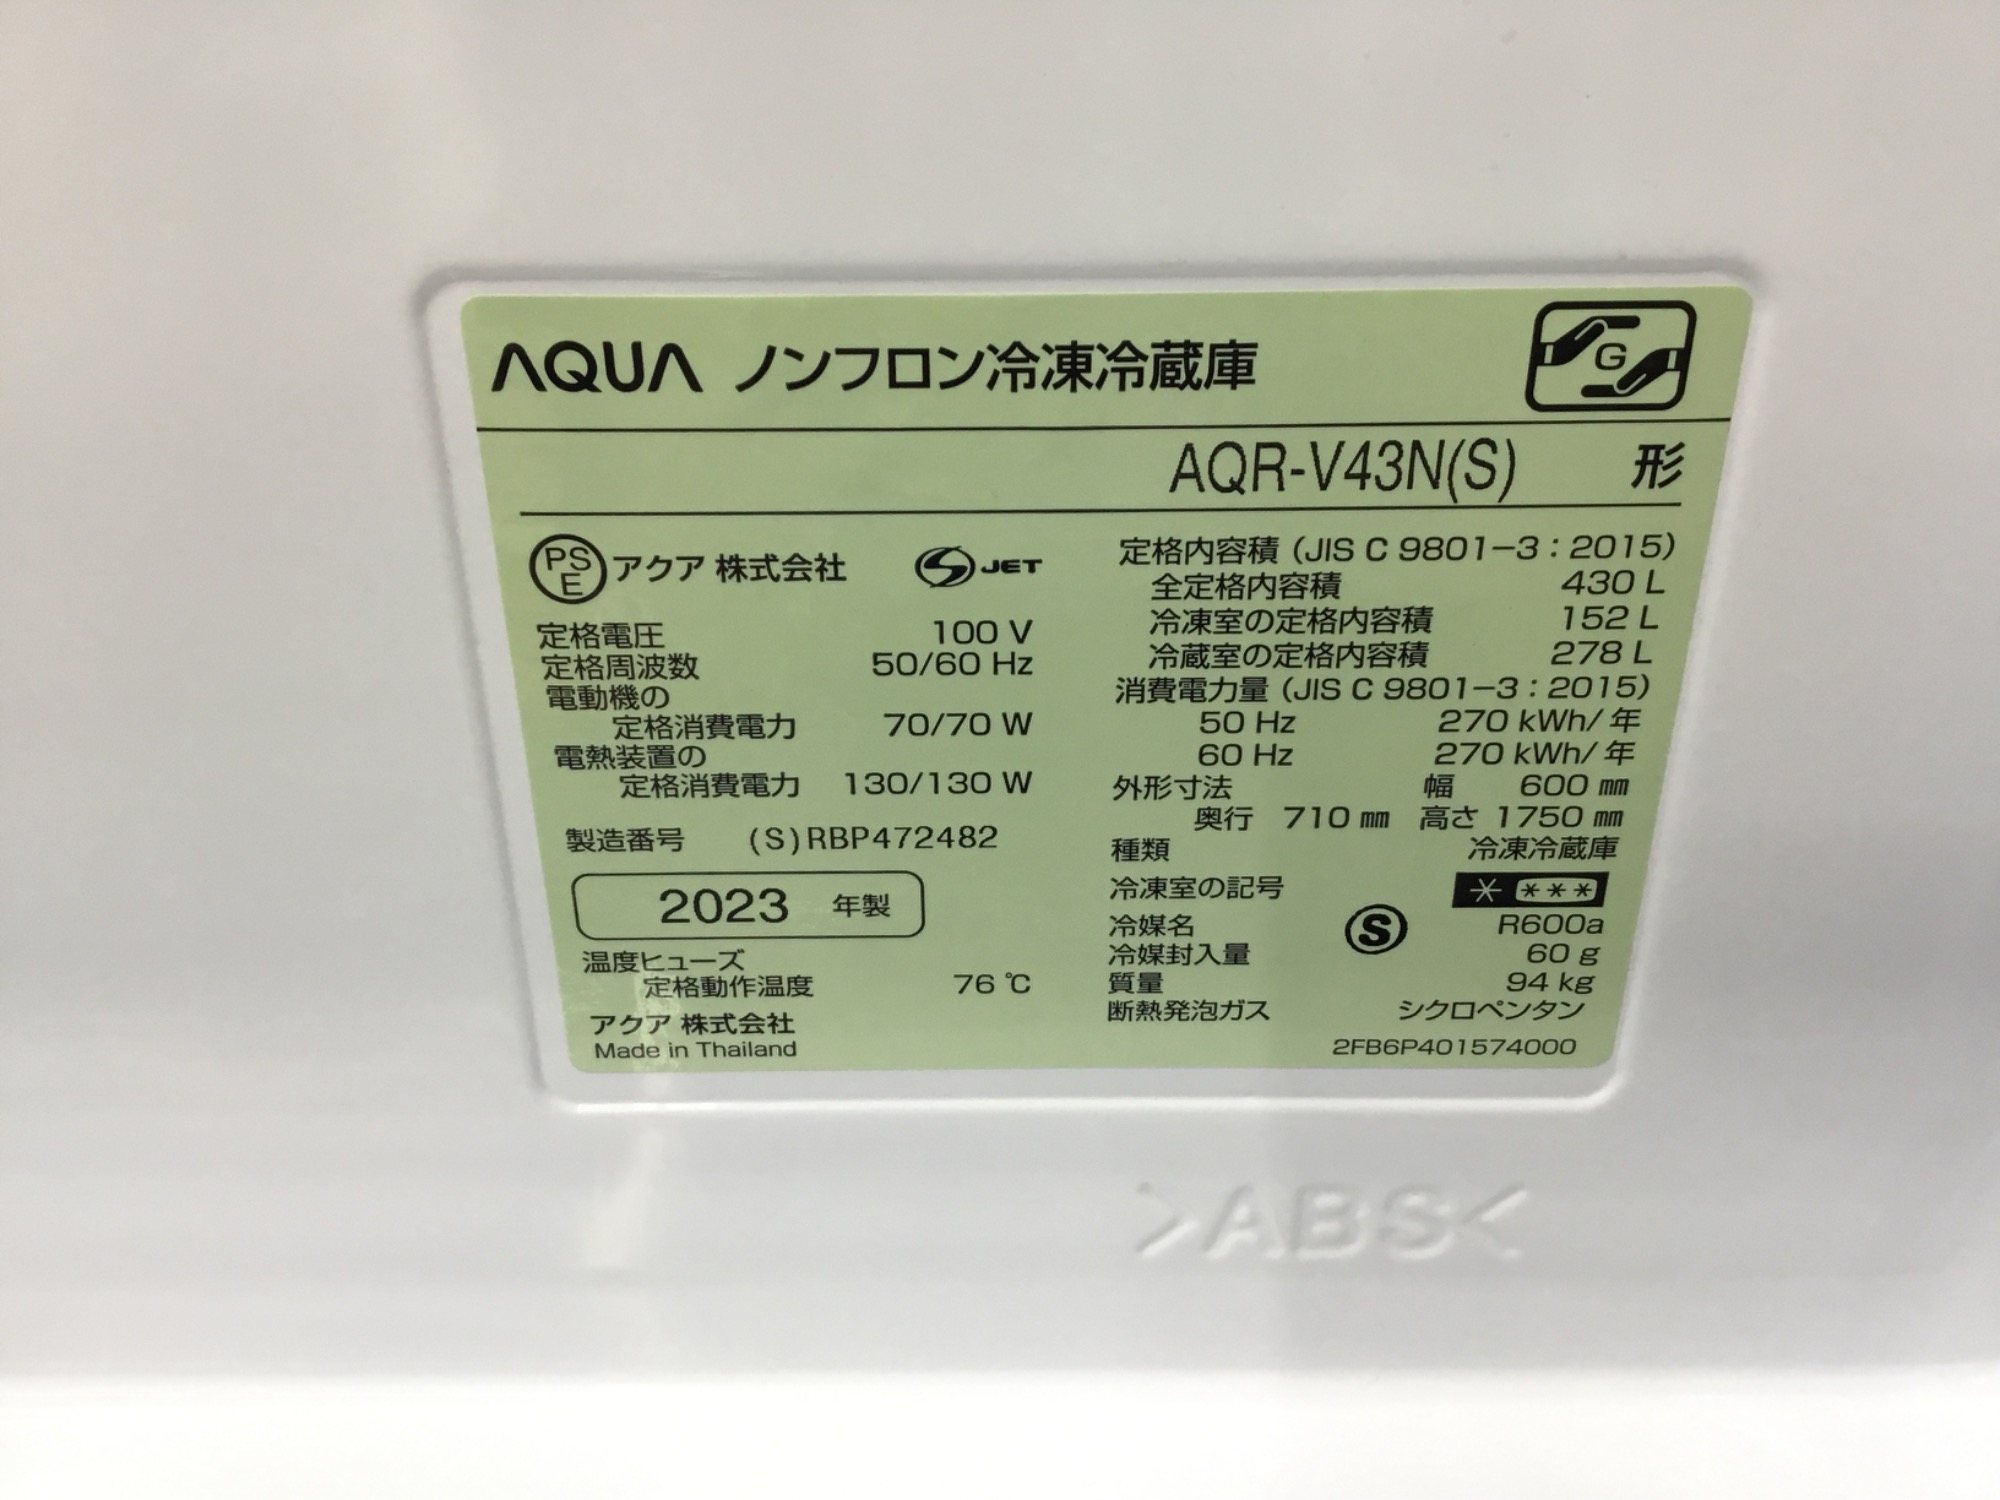 AQUA ノンフロン冷凍冷蔵庫
G
AQR-V43N(S) 形
PS
E
アクア 株式会社
S JET
定格電圧 100 V
定格周波数 50/60 Hz
電動機の
定格消費電力 70/70 W
電熱装置の
定格消費電力 130/130 W
製造番号 (S)RBP472482
2023 年製
温度ヒューズ
定格動作温度 76 ℃
アクア 株式会社
Made in Thailand
定格内容積 (JIS C 9801-3:2015)
全定格内容積 430 L
冷凍室の定格内容積 152 L
冷蔵室の定格内容積 278 L
消費電力量 (JIS C 9801-3:2015)
50 Hz 270 kWh/年
60 Hz 270 kWh/年
外形寸法 幅 600 ㎜
奥行 710 ㎜ 高さ 1750 ㎜
種類 冷凍冷蔵庫
冷凍室の記号 * ***
冷媒名 S R600a
冷媒封入量 60 g
質量 94 kg
断熱発泡ガス シクロペンタン
2FB6P401574000
>ABS<